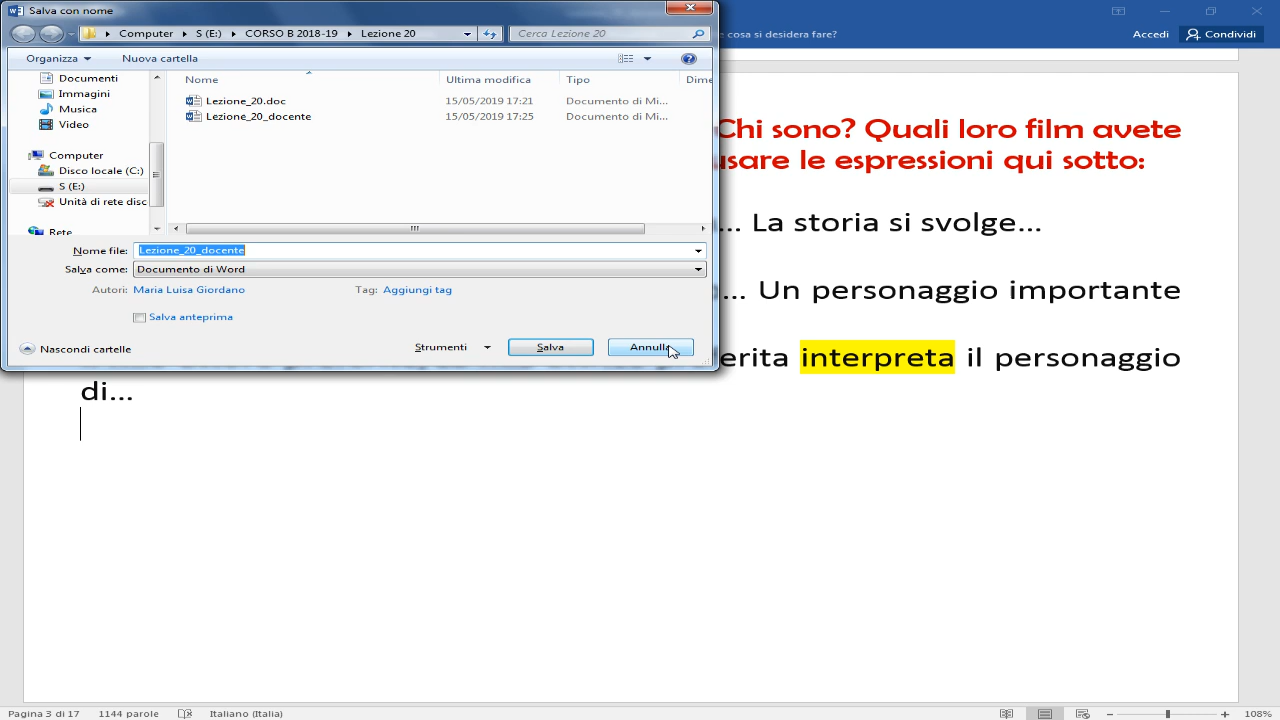 Salva con nome
Computer S (E:) CORSO B 2018-19 Lezione 20
Cerca Lezione 20
cosa si desidera fare?
Accedi
Condividi
Organizza
Nuova cartella
Documenti
Immagini
Musica
Video
Computer
Disco locale (C:)
S (E:)
Unità di rete disc
Rete
Nome Ultima modifica Tipo Dime
Lezione_20.doc 15/05/2019 17:21 Documento di Mi...
Lezione_20_docente 15/05/2019 17:25 Documento di Mi...
Nome file: Lezione_20_docente
Salva come: Documento di Word
Autori: Maria Luisa Giordano Tag: Aggiungi tag
Salva anteprima
Nascondi cartelle
Strumenti
Salva
Annulla
Chi sono? Quali loro film avete
usare le espressioni qui sotto:
... La storia si svolge...
... Un personaggio importante
erita interpreta il personaggio
di...
Pagina 3 di 17 1144 parole Italiano (Italia) 108%